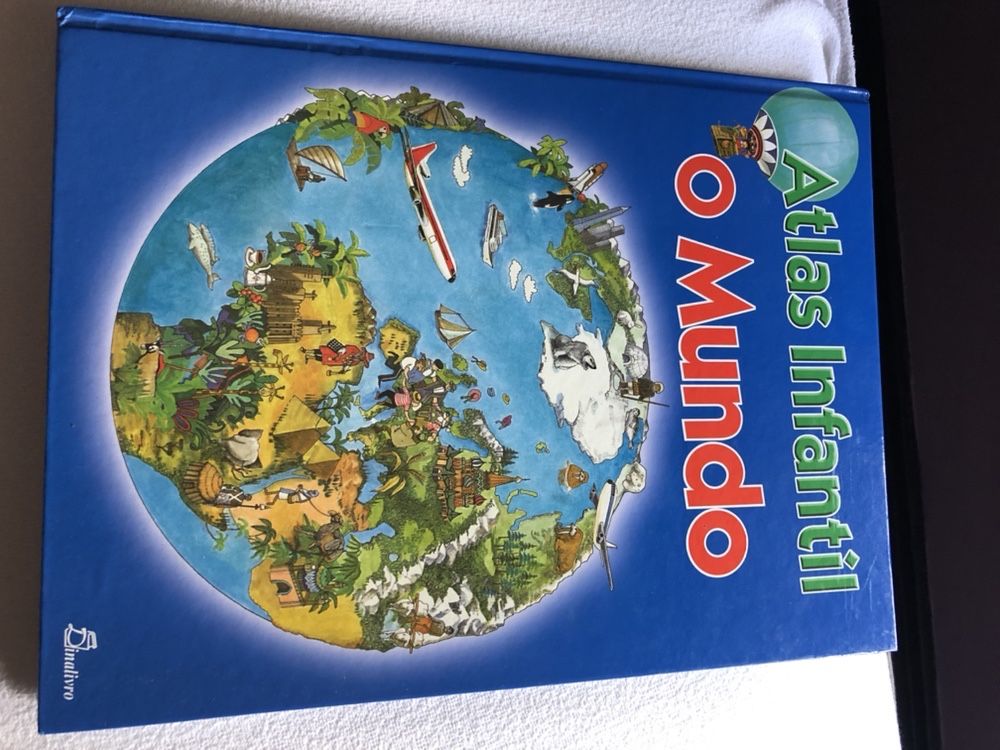 Atlas Infantil
O Mundo
Dinalivro